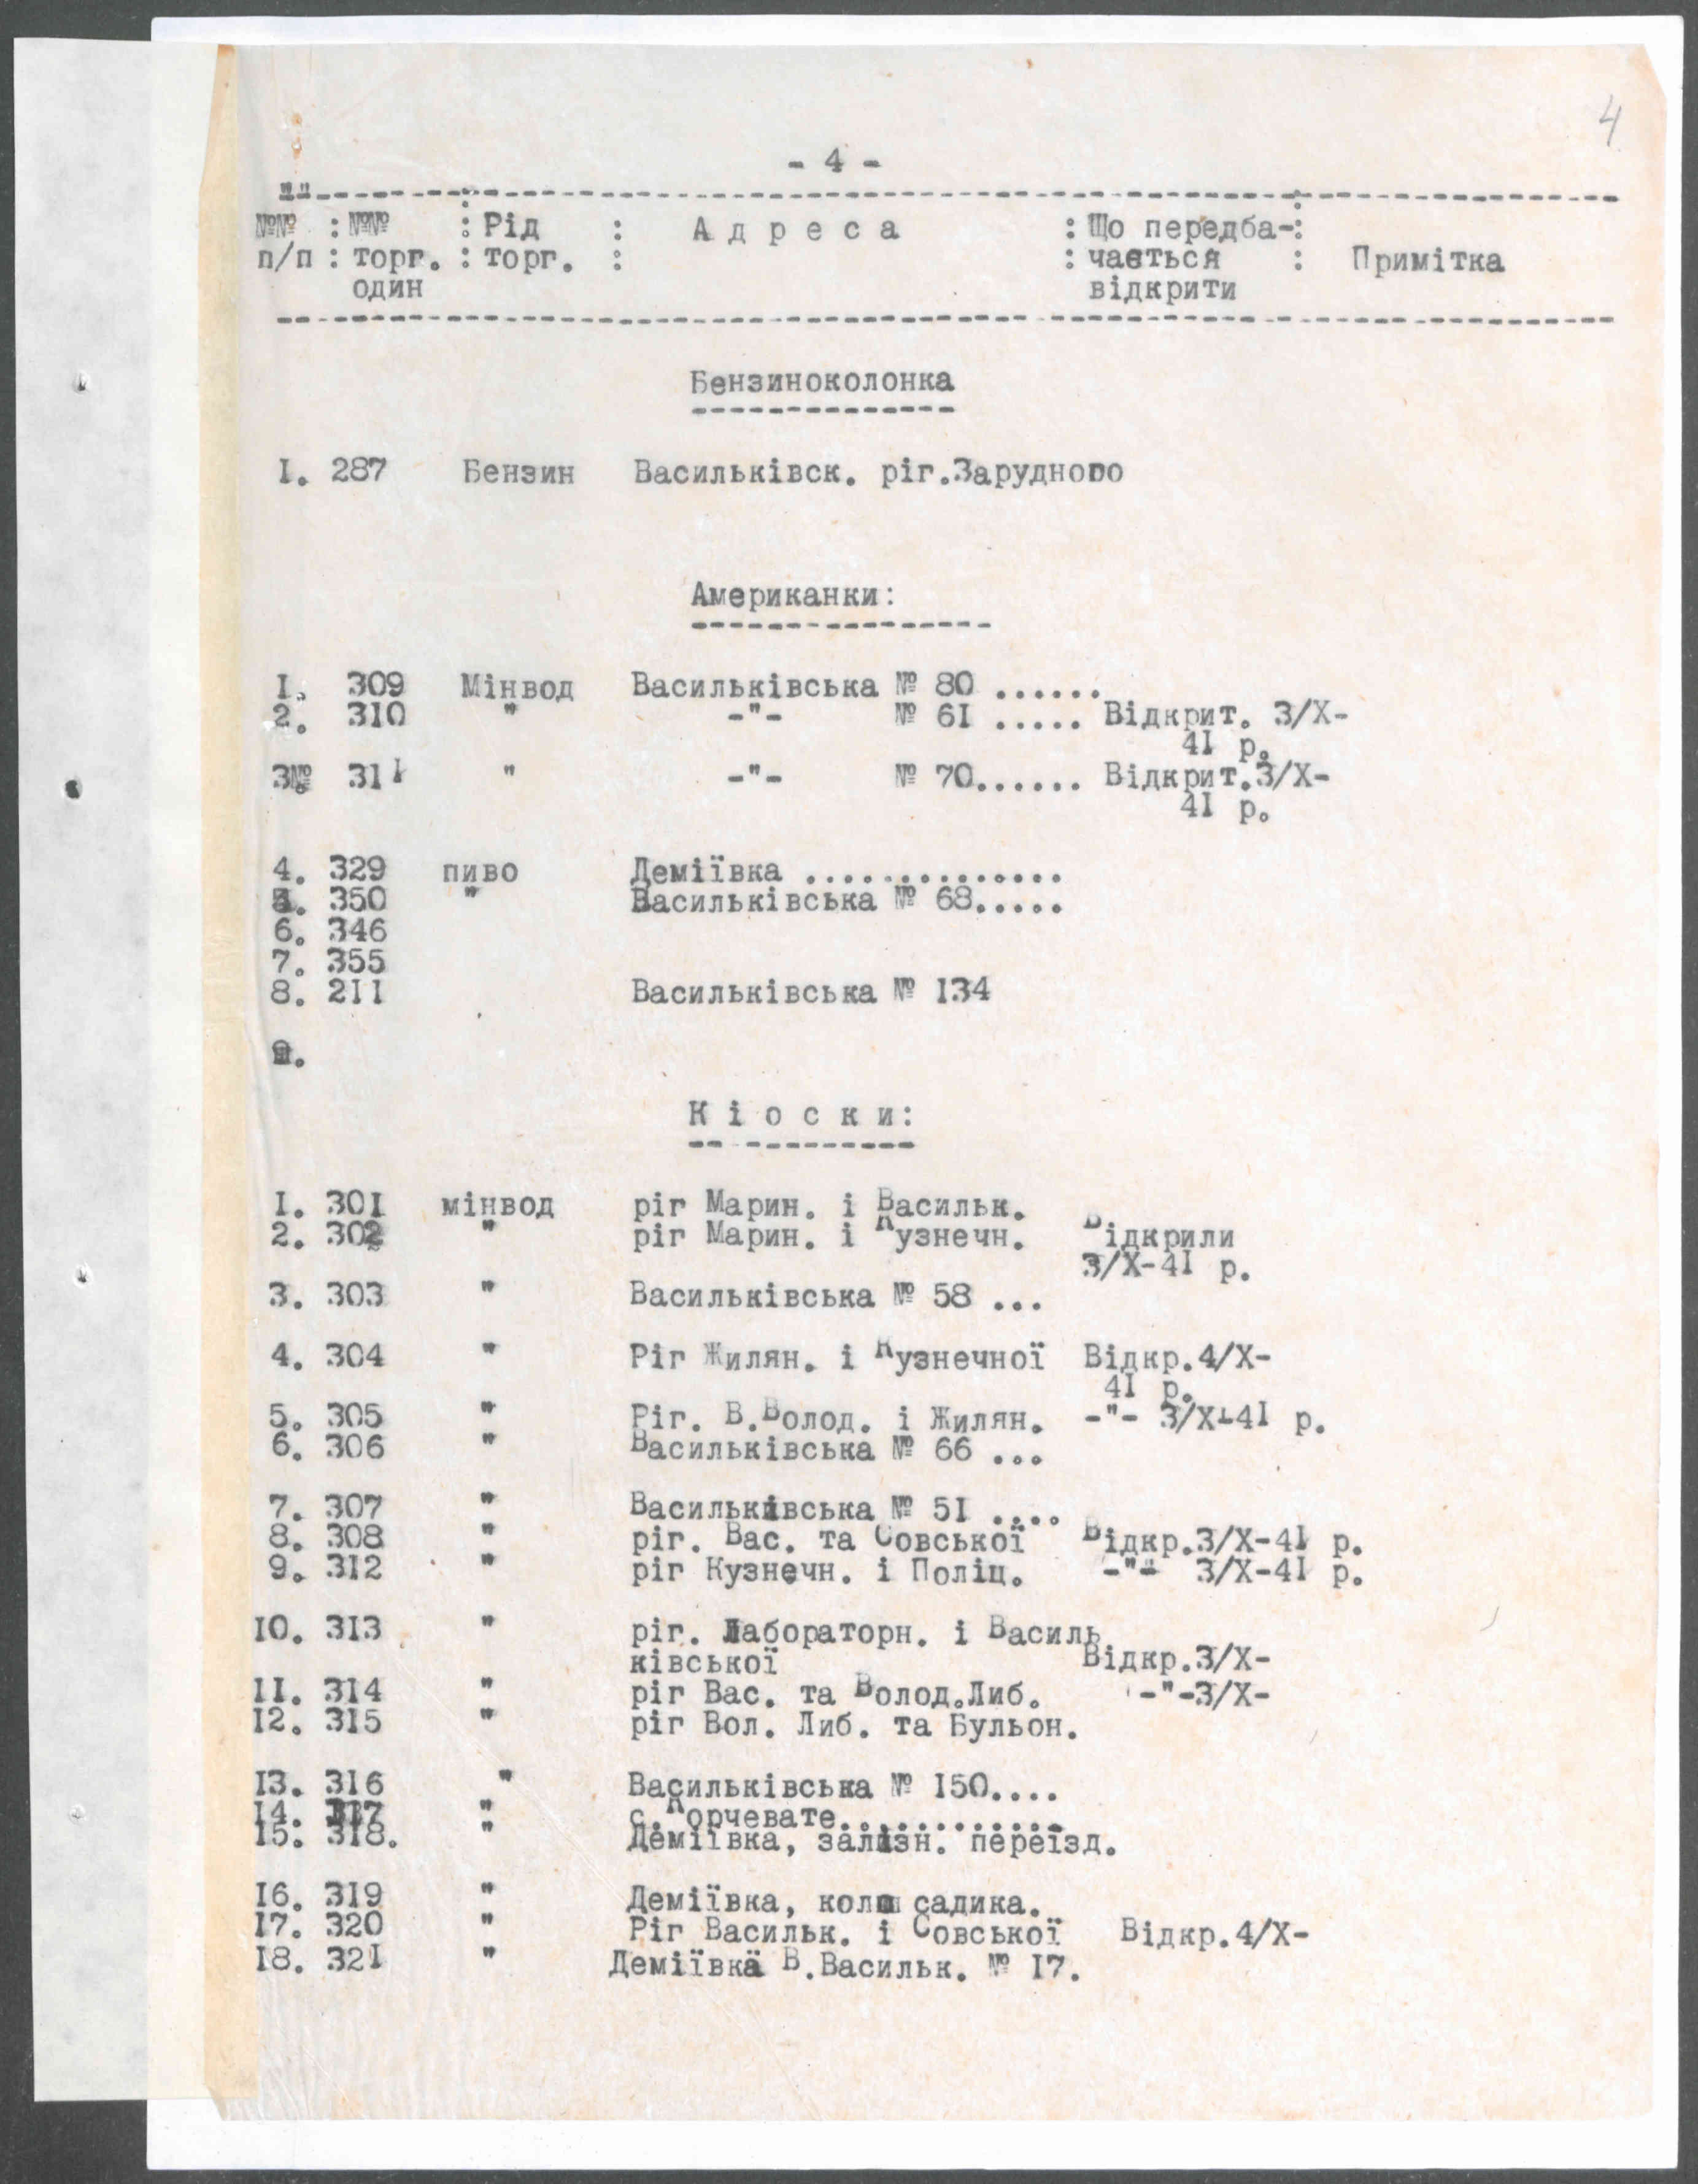 4
- 4 -
№№ : №№ : Рід : А д р е с а : Що передба-:
п/п : торг. : торг. : : чається : Примітка
один відкрити
Бензиноколонка
I. 287 Бензин Васильківск. ріг.Зарудного
Американки:
I. 309 Мінвод Васильківська № 80 ......
2. 310 " -"- № 6I ..... Відкрит. 3/X-
4I р.
3№ 311 " -"- № 70...... Відкрит.3/X-
4I р.
4. 329 пиво Деміївка ..............
5. 350 " Васильківська № 68.....
6. 346
7. 355
8. 2II Васильківська № I34
9.
К і о с к и:
I. 30I мінвод ріг Марин. і Васильк.
2. 302 " ріг Марин. і Кузнечн. Відкрили
3/X-4I р.
3. 303 " Васильківська № 58 ...
4. 304 " Ріг Жилян. і Кузнечної Відкр.4/X-
4I р.
5. 305 " Ріг. В.Волод. і Жилян. -"- 3/X-4I р.
6. 306 " Васильківська № 66 ...
7. 307 " Васильківська № 5I ....
8. 308 " ріг. Вас. та Совської Відкр.3/X-4I р.
9. 3I2 " ріг Кузнечн. і Поліц. -"- 3/X-4I р.
I0. 3I3 " ріг. Лабораторн. і Василь
ківської Відкр.3/X-
II. 3I4 " ріг Вас. та Волод.Либ. -"-3/X-
I2. 3I5 " ріг Вол. Либ. та Бульон.
I3. 3I6 " Васильківська № I50....
I4. 3I7 " с. Корчевате............
I5. 3I8. " Деміївка, залізн. переїзд.
I6. 3I9 " Деміївка, коло садика.
I7. 320 " Ріг Васильк. і Совської Відкр.4/X-
I8. 32I " Деміївка В.Васильк. № I7.